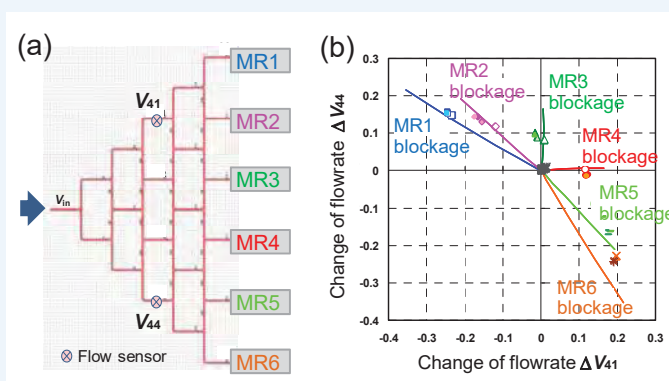 (a)
MR1
V41
MR2
MR3
Vin
MR4
MR5
V44
Flow sensor
MR6
(b)
Change of flowrate ΔV44
0.3
0.2
0.1
0
-0.1
-0.2
-0.3
-0.4
MR2
blockage
MR3
blockage
MR1
blockage
MR4
blockage
MR5
blockage
MR6
blockage
-0.4 -0.3 -0.2 -0.1 0 0.1 0.2 0.3
Change of flowrate ΔV41